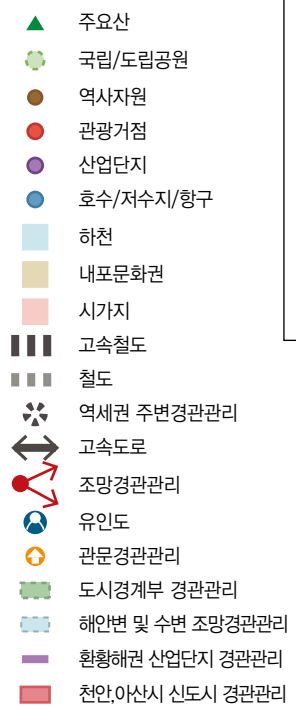 주요산
국립/도립공원
역사자원
관광거점
산업단지
호수/저수지/항구
하천
내포문화권
시가지
고속철도
철도
역세권 주변경관관리
고속도로
조망경관관리
유인도
관문경관관리
도시경계부 경관관리
해안변 및 수변 조망경관관리
환황해권 산업단지 경관관리
천안,아산시 신도시 경관관리